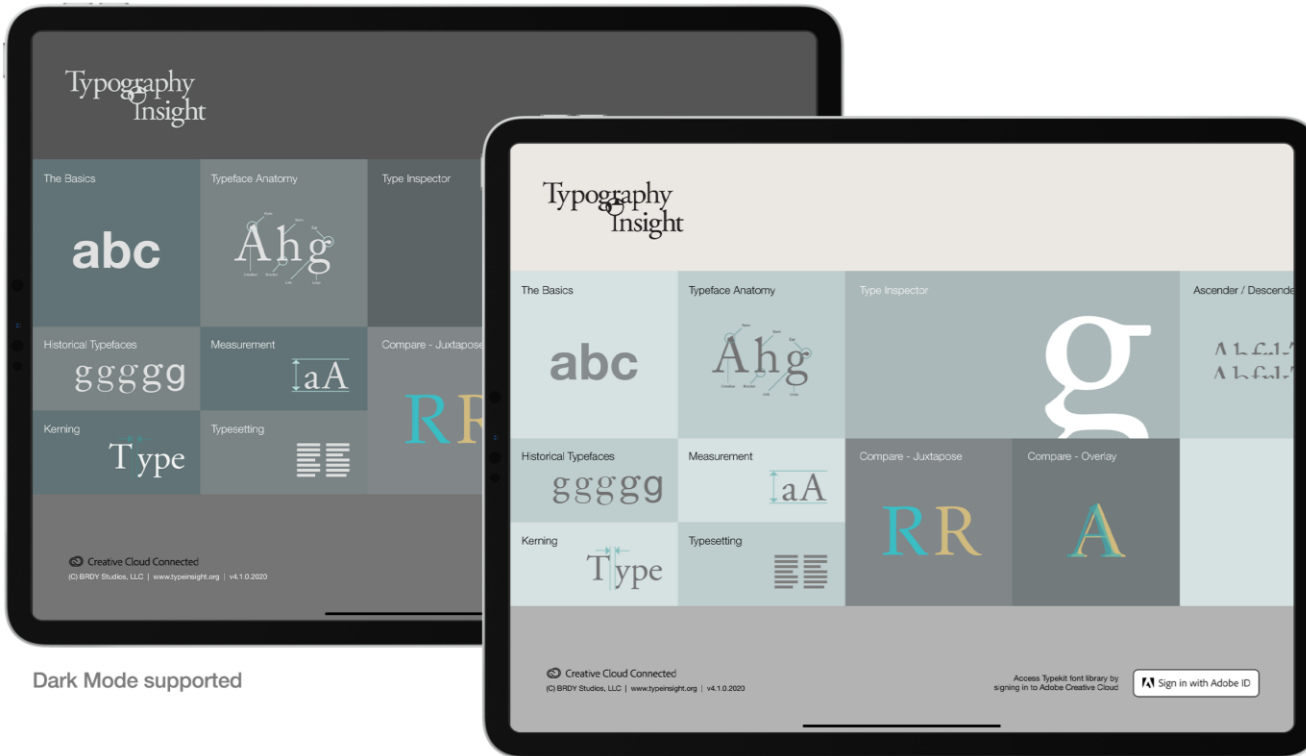 Typography
Insight
The Basics
abc
Typeface Anatomy
Ahg
Type Inspector
Historical Typefaces
ggggg
Measurement
aA
Compare - Juxtapose
R R
Kerning
Type
Typesetting
Creative Cloud Connected
(C) BRDY Studios, LLC | www.typeinsight.org | v4.1.0.2020
Dark Mode supported
Typography
Insight
The Basics
abc
Typeface Anatomy
Ahg
Type Inspector
g
Ascender /
Historical Typefaces
ggggg
Measurement
aA
Compare - Juxtapose
RR
Compare - Overlay
A
Kerning
Type
Typesetting
Creative Cloud Connected
(C) BRDY Studios, LLC | www.typeinsight.org | v4.1.0.2020
Access Typekit font library by
signing in to Adobe Creative Cloud
Sign in with Adobe ID